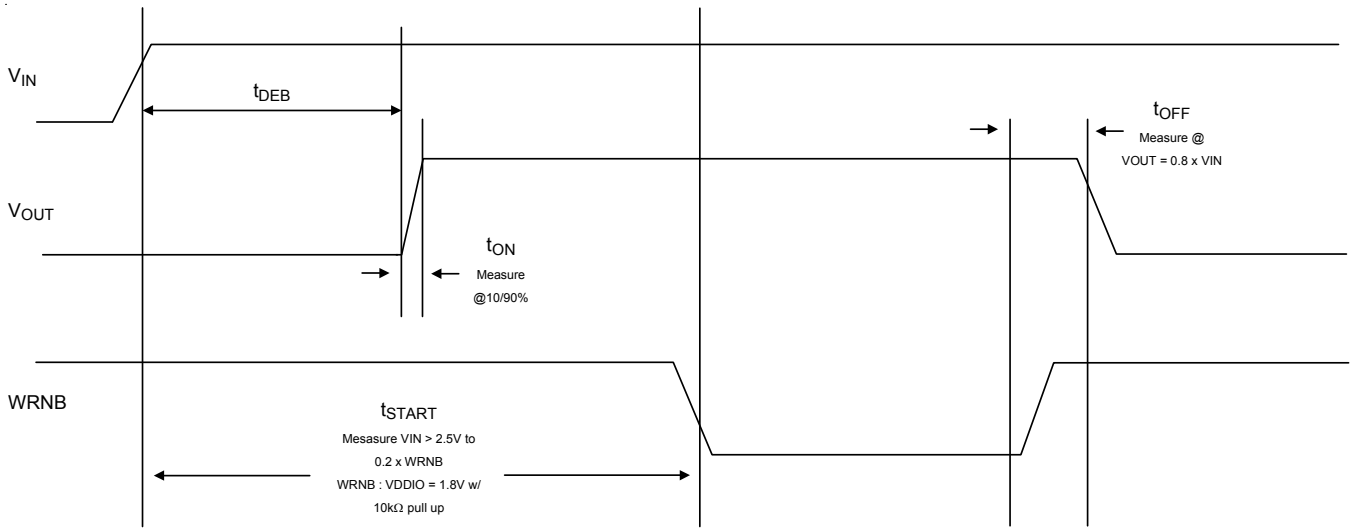 VIN
tDEB
tOFF
Measure @
VOUT = 0.8 x VIN
VOUT
tON
Measure
@10/90%
WRNB
tSTART
Mesasure VIN > 2.5V to
0.2 x WRNB
WRNB : VDDIO = 1.8V w/
10kΩ pull up